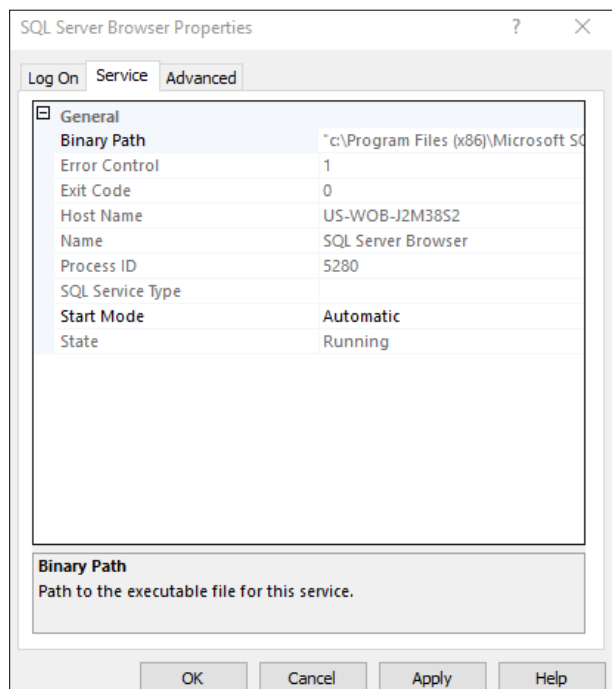 SQL Server Browser Properties ?
Log On Service Advanced
General
Binary Path "c:\Program Files (x86)\Microsoft SQ
Error Control 1
Exit Code 0
Host Name US-WOB-J2M38S2
Name SQL Server Browser
Process ID 5280
SQL Service Type
Start Mode Automatic
State Running
Binary Path
Path to the executable file for this service.
OK Cancel Apply Help